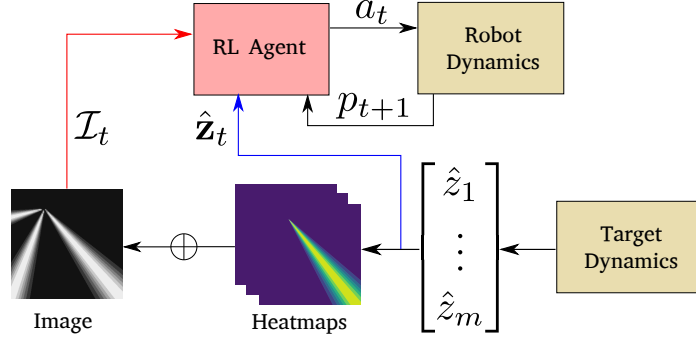 a_t
RL Agent
Robot
Dynamics
p_{t+1}
ẑ_t
𝓘_t
ẑ_1
⋮
ẑ_m
Target
Dynamics
Image
Heatmaps